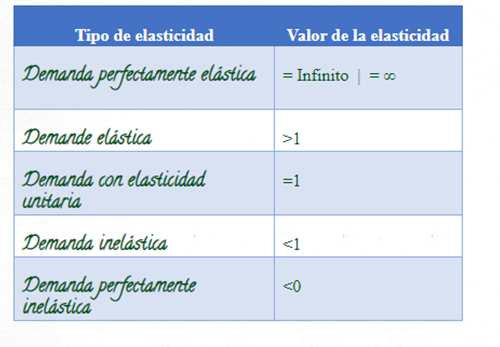 Tipo de elasticidad
Valor de la elasticidad
Demanda perfectamente elástica
= Infinito | = ∞
Demande elástica
>1
Demanda con elasticidad
unitaria
=1
Demanda inelástica
<1
Demanda perfectamente
inelástica
<0